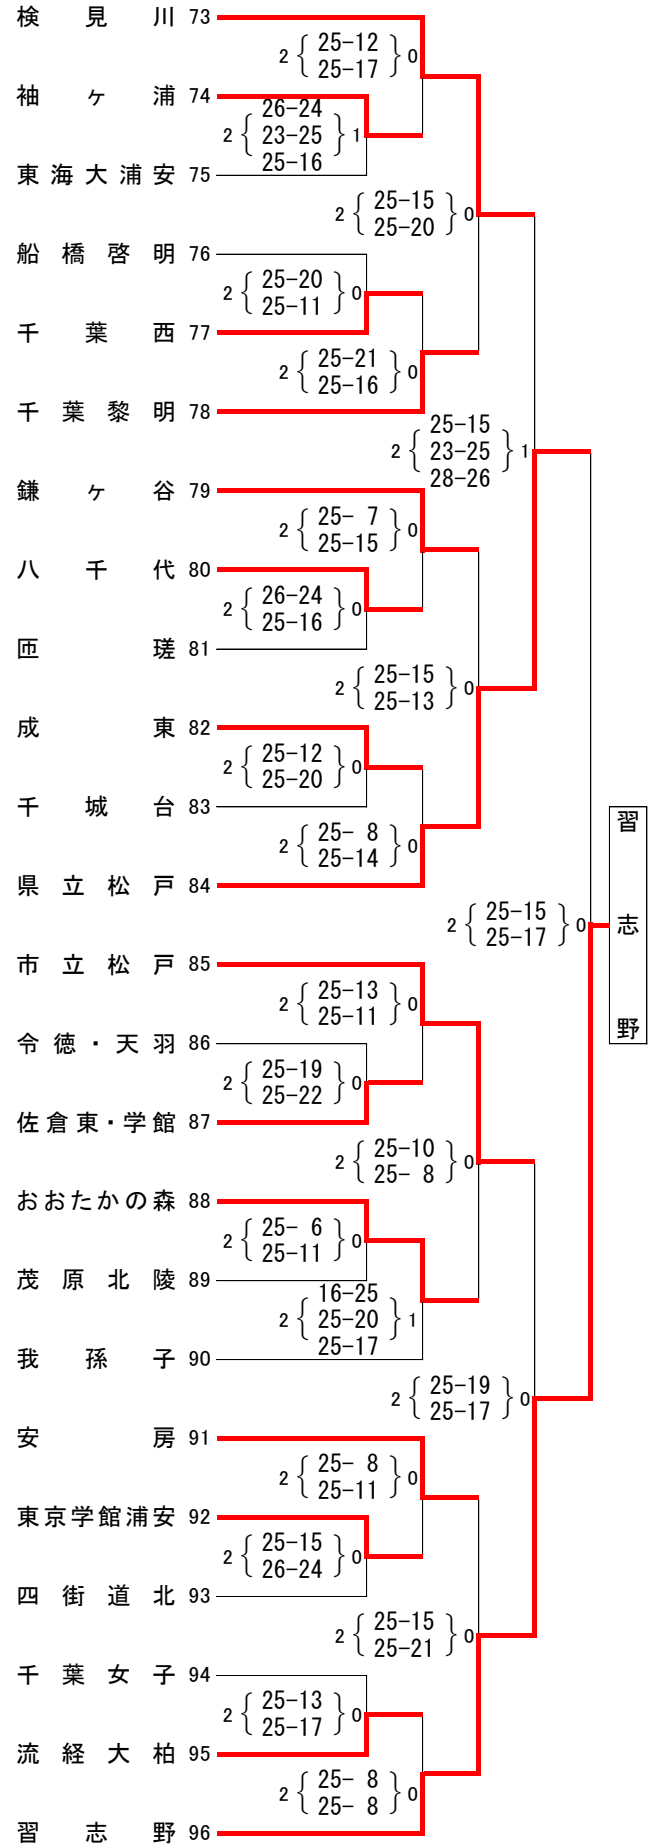 検見川 73
2 { 25-12 } 0
25-17
袖ヶ浦 74
26-24
2 { 23-25 } 1
25-16
東海大浦安 75
2 { 25-15 } 0
25-20
船橋啓明 76
2 { 25-20 } 0
25-11
千葉西 77
2 { 25-21 } 0
25-16
千葉黎明 78
25-15
2 { 23-25 } 1
28-26
鎌ヶ谷 79
2 { 25- 7 } 0
25-15
八千代 80
2 { 26-24 } 0
25-16
匝瑳 81
2 { 25-15 } 0
25-13
成東 82
2 { 25-12 } 0
25-20
千城台 83
2 { 25- 8 } 0
25-14
県立松戸 84
習志野
2 { 25-15 } 0
25-17
市立松戸 85
2 { 25-13 } 0
25-11
令徳・天羽 86
2 { 25-19 } 0
25-22
佐倉東・学館 87
2 { 25-10 } 0
25- 8
おおたかの森 88
2 { 25- 6 } 0
25-11
茂原北陵 89
16-25
2 { 25-20 } 1
25-17
我孫子 90
2 { 25-19 } 0
25-17
安房 91
2 { 25- 8 } 0
25-11
東京学館浦安 92
2 { 25-15 } 0
26-24
四街道北 93
2 { 25-15 } 0
25-21
千葉女子 94
2 { 25-13 } 0
25-17
流経大柏 95
2 { 25- 8 } 0
25- 8
習志野 96